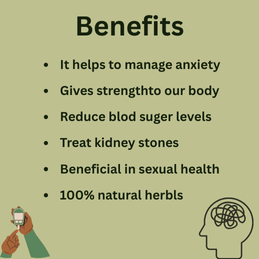 Benefits
• It helps to manage anxiety
• Gives strengthto our body
• Reduce blod suger levels
• Treat kidney stones
• Beneficial in sexual health
• 100% natural herbls